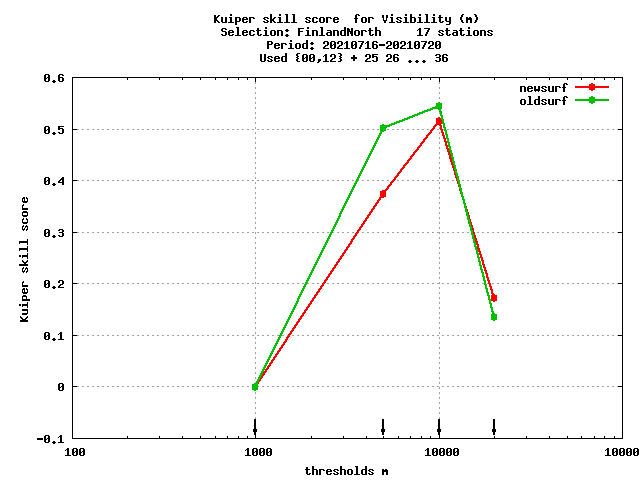 Kuiper skill score  for Visibility (m)
Selection: FinlandNorth     17 stations
Period: 20210716-20210720
Used {00,12} + 25 26 ... 36
newsurf
oldsurf
0.6
0.5
0.4
0.3
0.2
0.1
0
-0.1
Kuiper skill score
100
1000
10000
10000
thresholds m